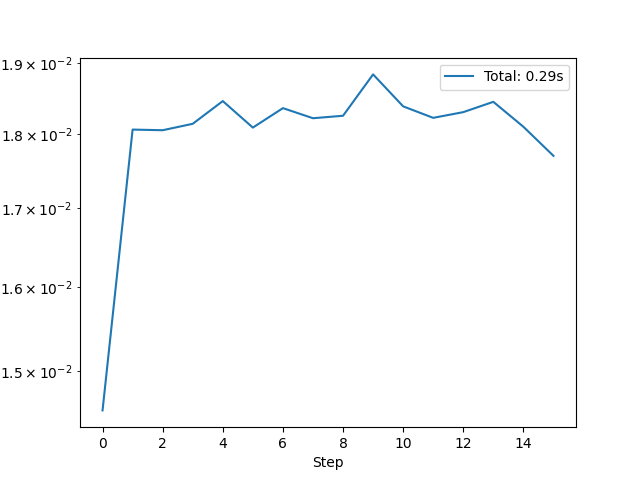 1.9 × 10⁻²
Total: 0.29s
1.8 × 10⁻²
1.7 × 10⁻²
1.6 × 10⁻²
1.5 × 10⁻²
0 2 4 6 8 10 12 14
Step